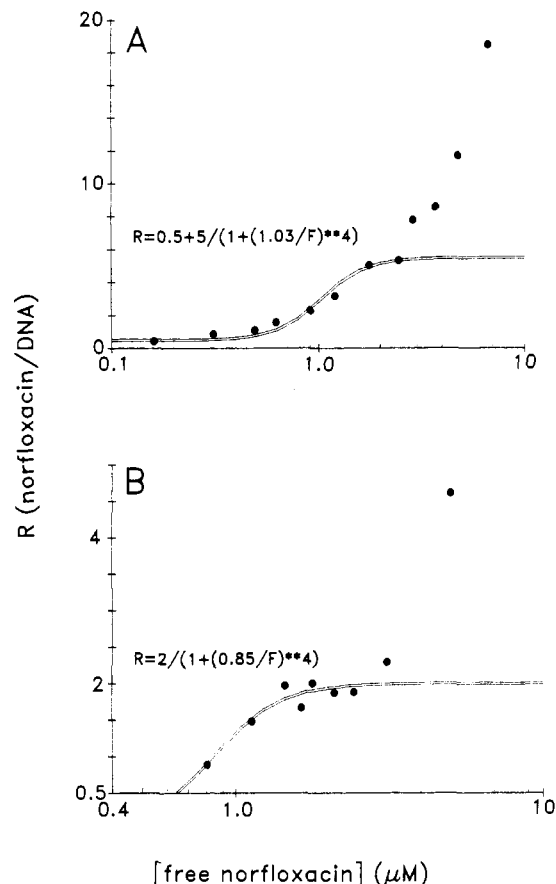 20
A
10
R=0.5+5/(1+(1.03/F)**4)
0
0.1
1.0
10
R (norfloxacin/DNA)
B
4
R=2/(1+(0.85/F)**4)
2
0.5
0.4
1.0
10
[free norfloxacin] (μM)